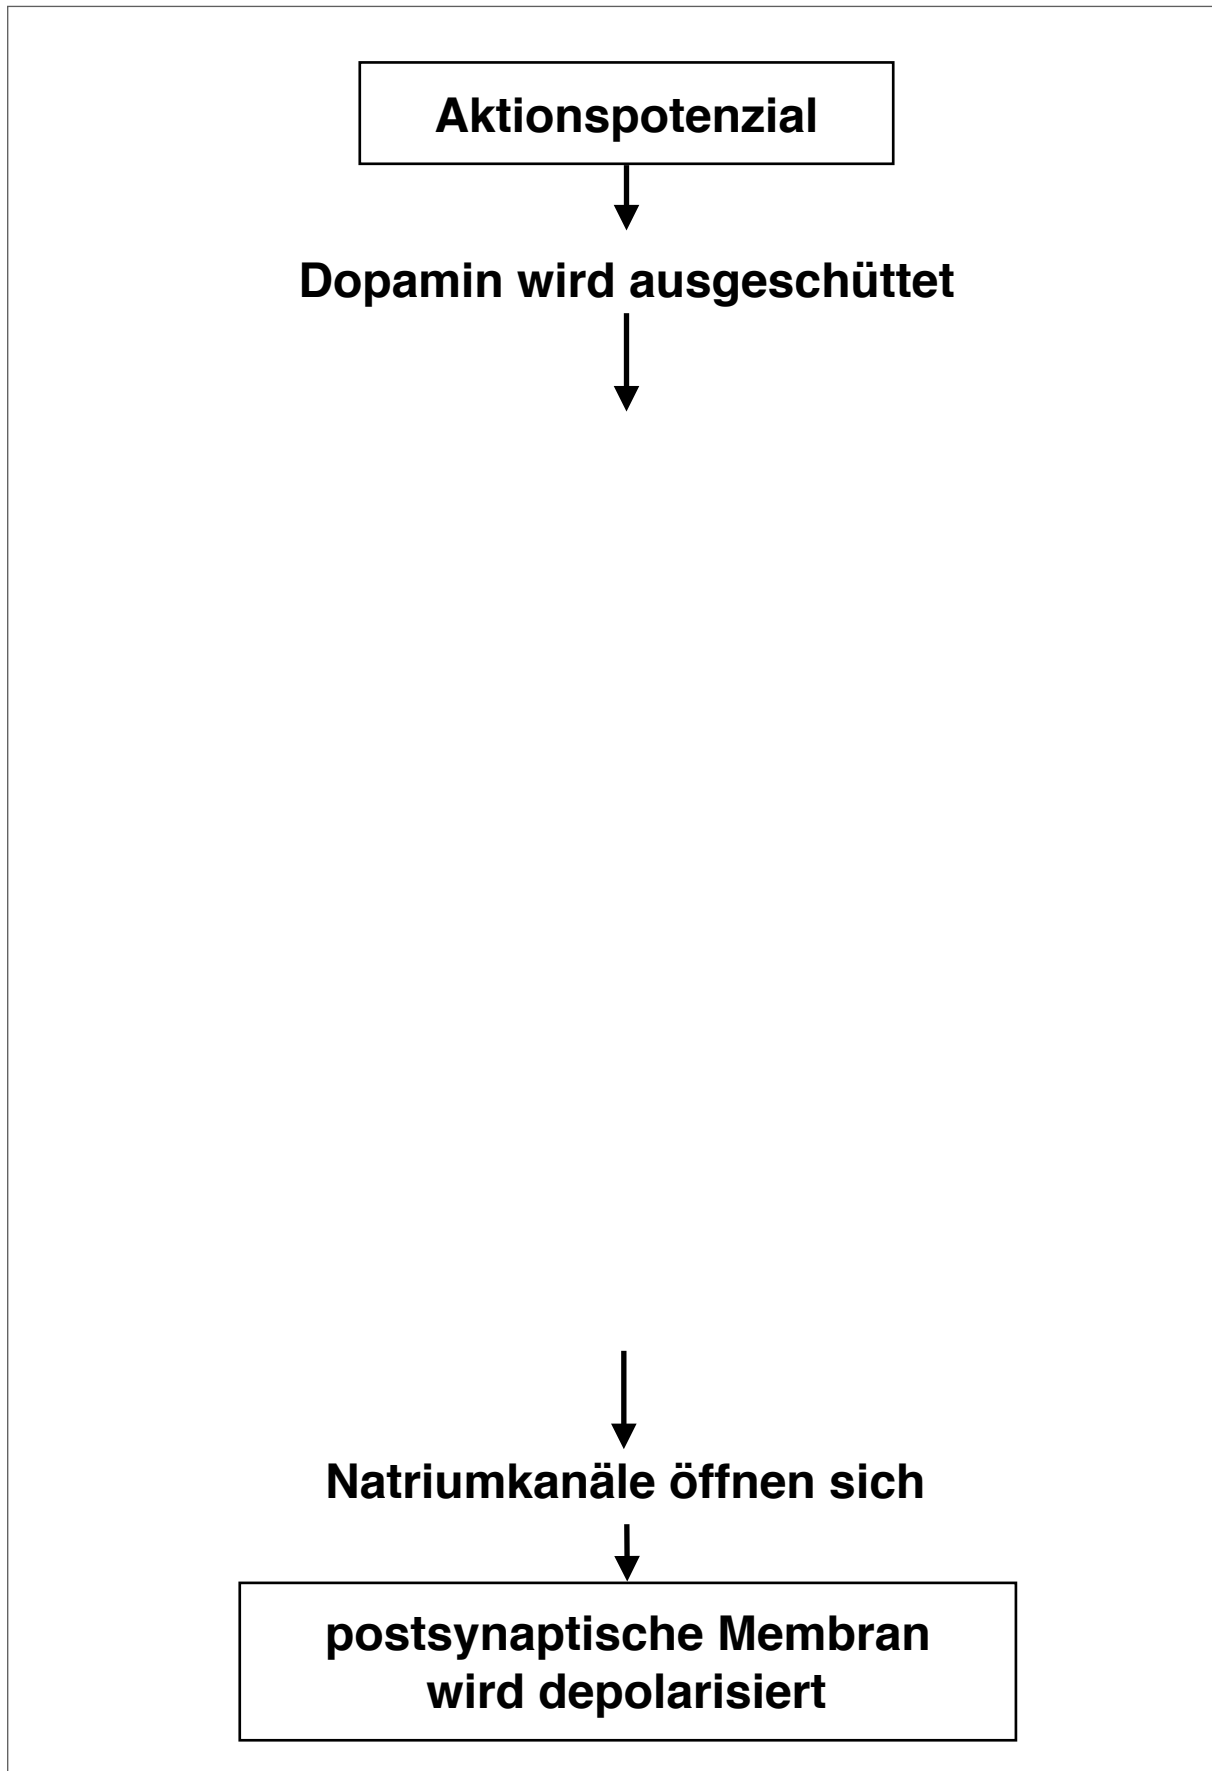 Aktionspotenzial
Dopamin wird ausgeschüttet
Natriumkanäle öffnen sich
postsynaptische Membran
wird depolarisiert